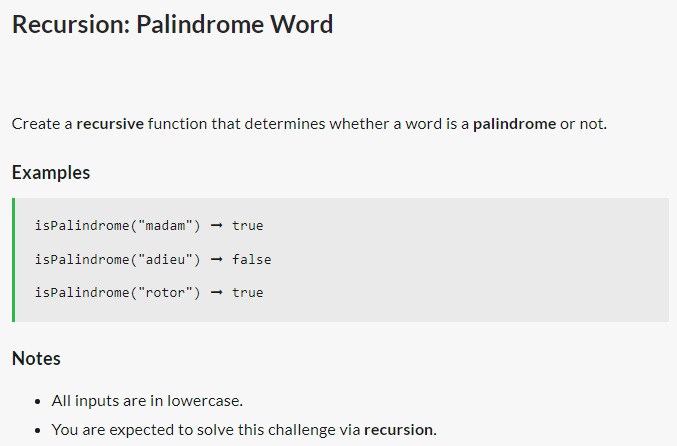 Recursion: Palindrome Word
Create a recursive function that determines whether a word is a palindrome or not.
Examples
isPalindrome("madam") ➞ true
isPalindrome("adieu") ➞ false
isPalindrome("rotor") ➞ true
Notes
• All inputs are in lowercase.
• You are expected to solve this challenge via recursion.